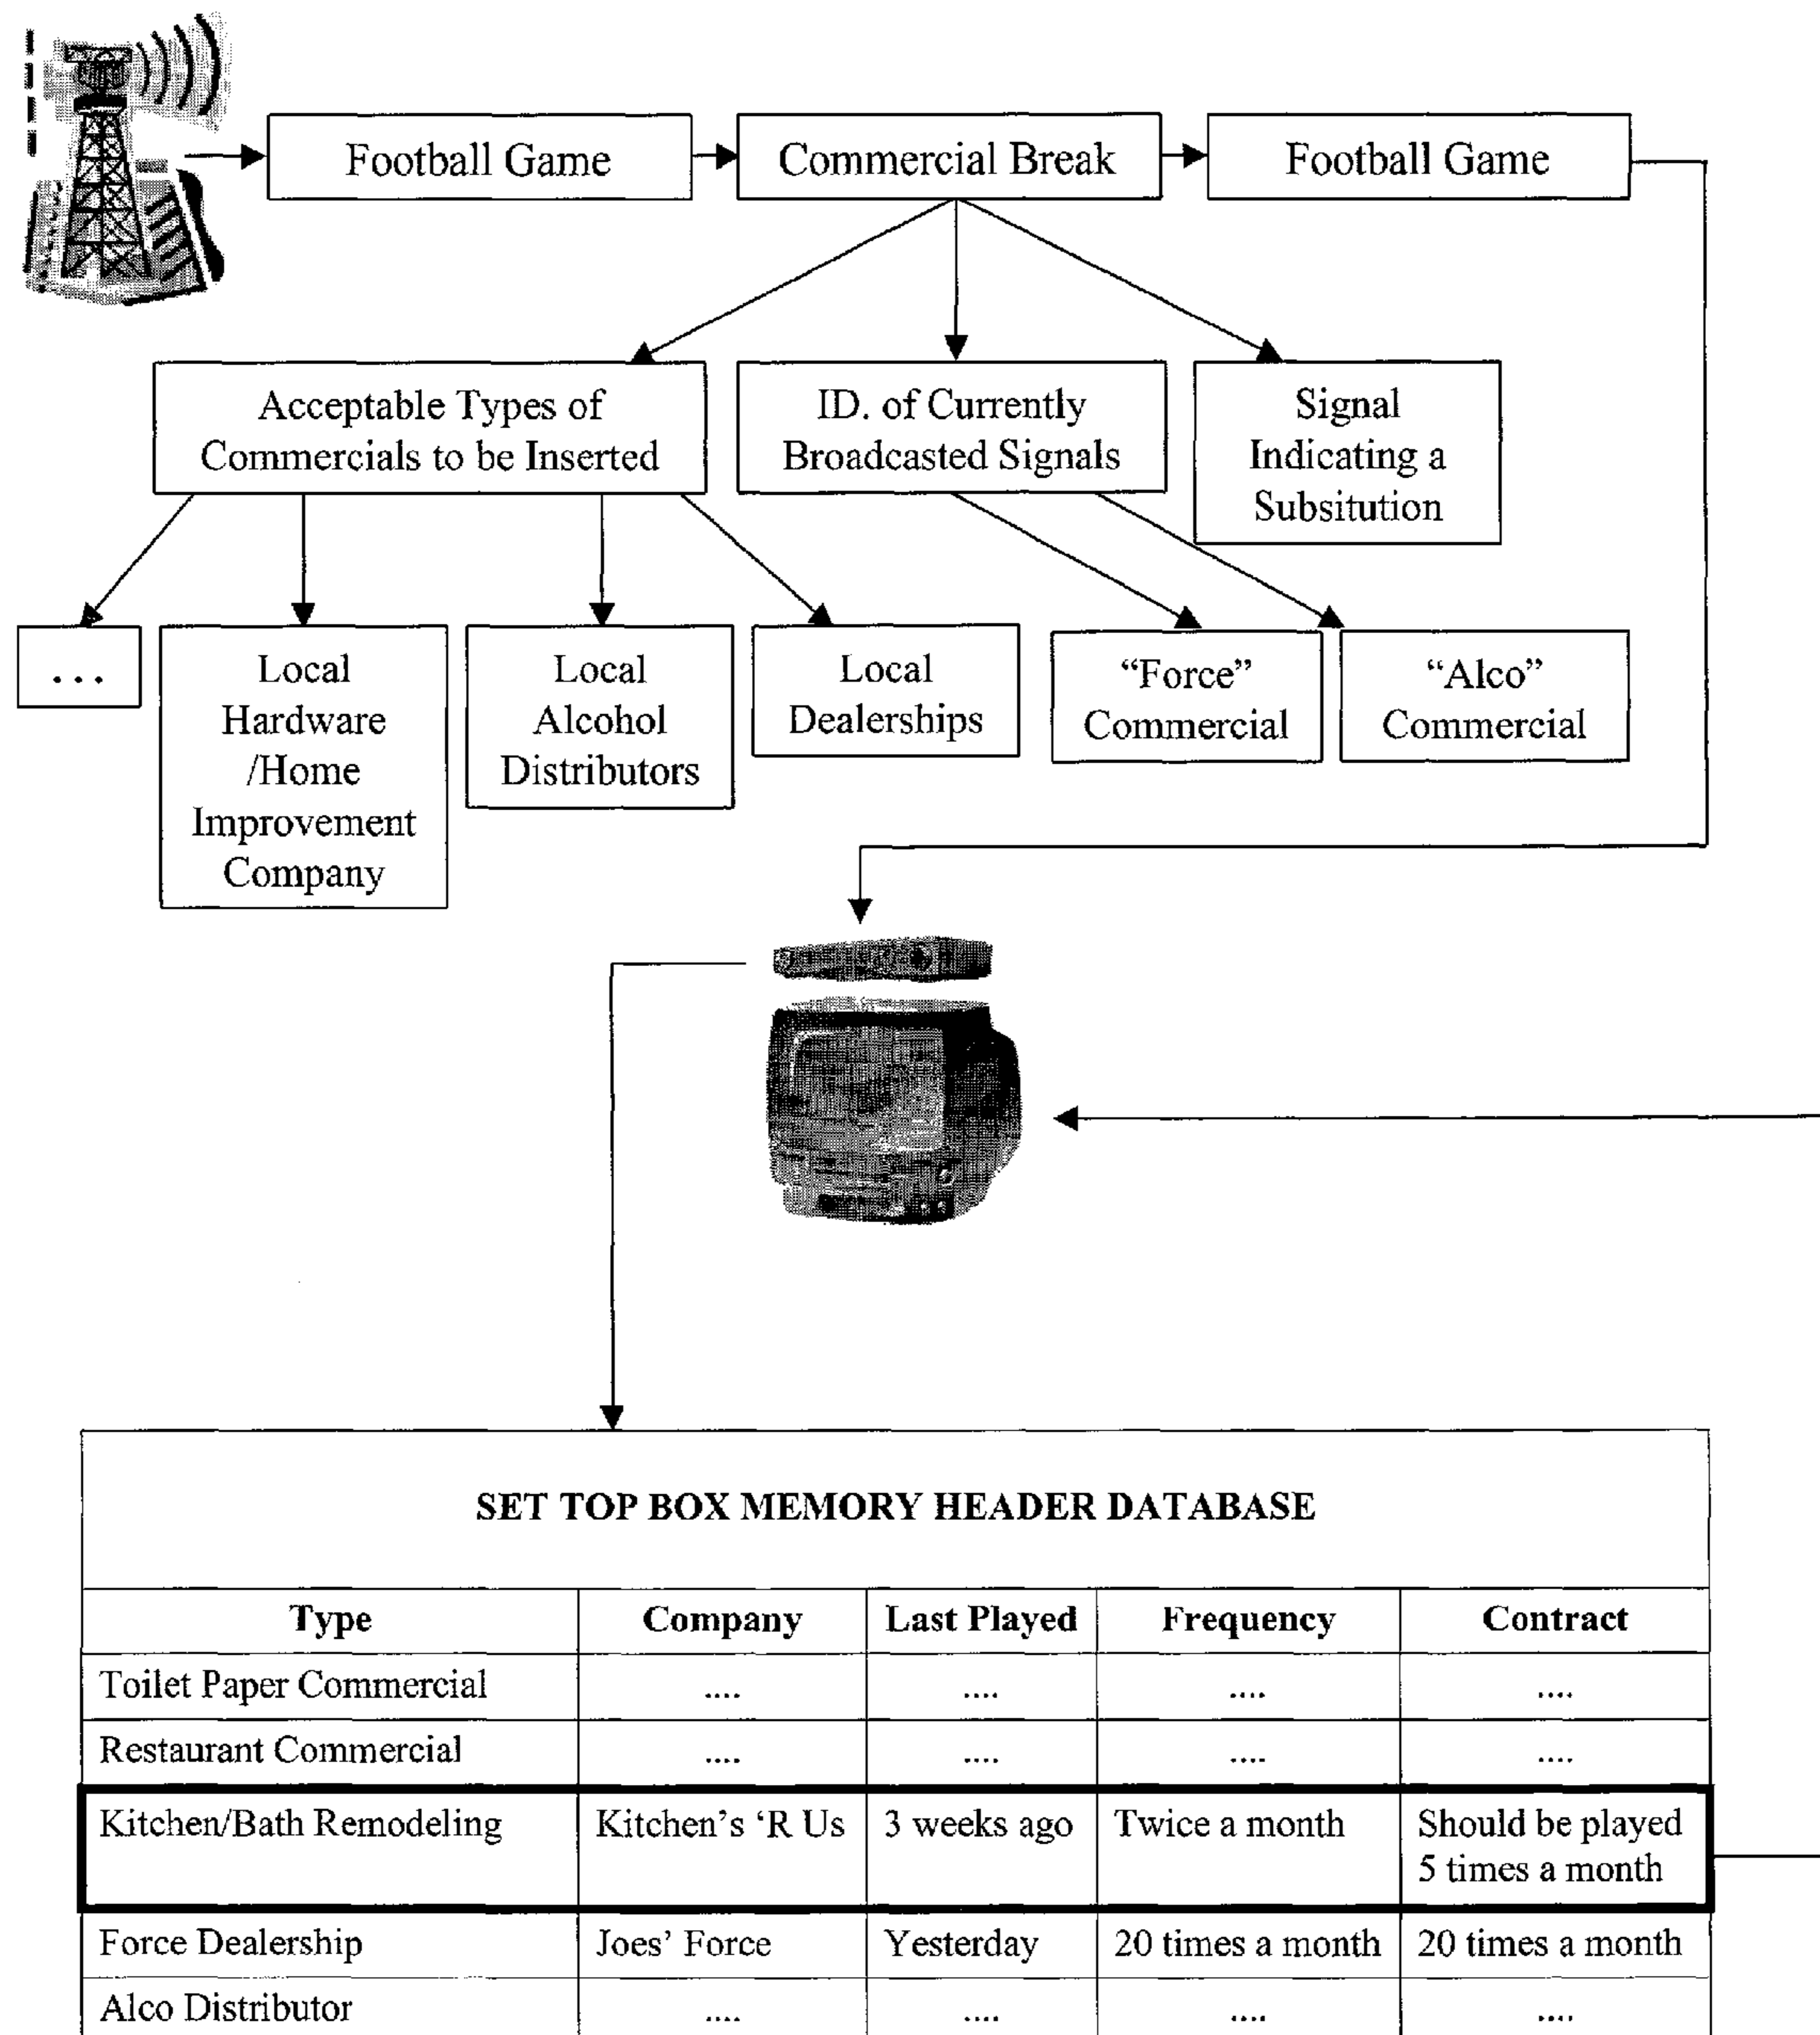 Football Game
Commercial Break
Football Game
Acceptable Types of
Commercials to be Inserted
ID. of Currently
Broadcasted Signals
Signal
Indicating a
Subsitution
...
Local
Hardware
/Home
Improvement
Company
Local
Alcohol
Distributors
Local
Dealerships
“Force”
Commercial
“Alco”
Commercial
SET TOP BOX MEMORY HEADER DATABASE
Type Company Last Played Frequency Contract
Toilet Paper Commercial .... .... .... ....
Restaurant Commercial .... .... .... ....
Kitchen/Bath Remodeling Kitchen’s ‘R Us 3 weeks ago Twice a month Should be played
5 times a month
Force Dealership Joes’ Force Yesterday 20 times a month 20 times a month
Alco Distributor .... .... .... ....